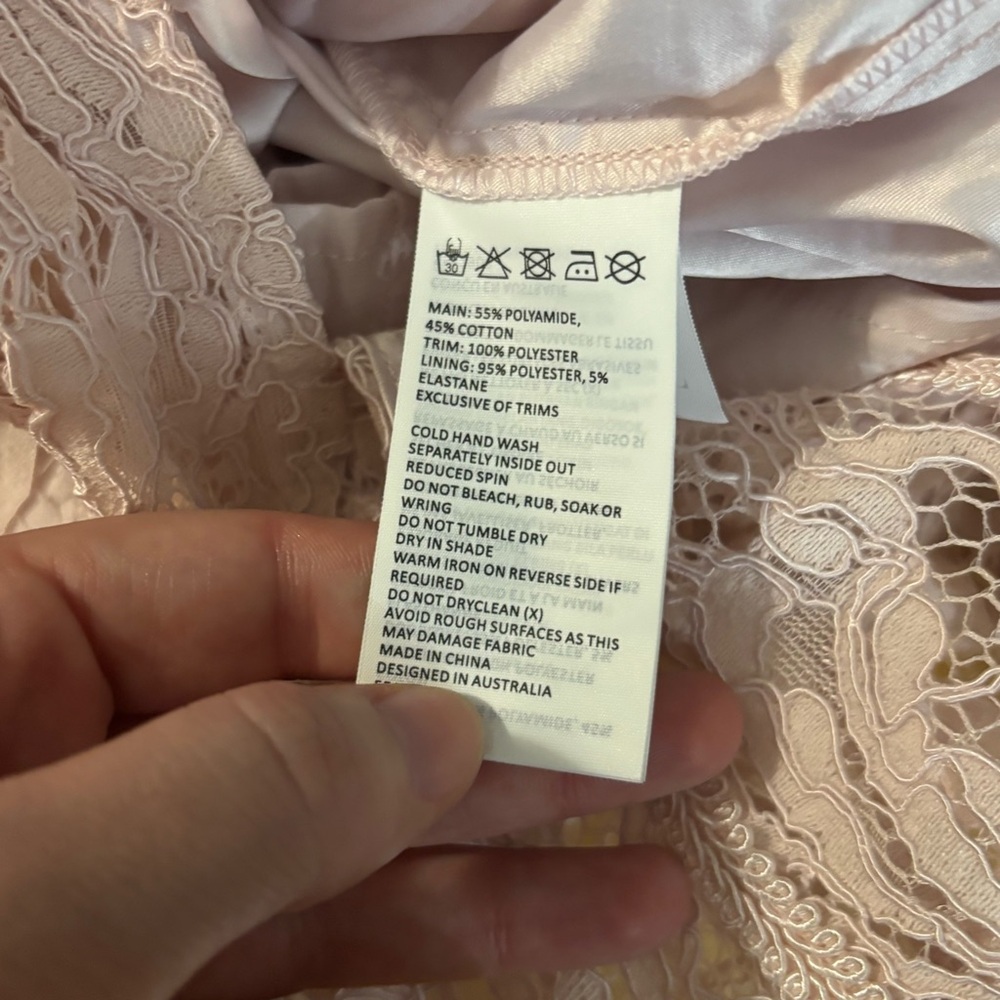 30
MAIN: 55% POLYAMIDE,
45% COTTON
TRIM: 100% POLYESTER
LINING: 95% POLYESTER, 5%
ELASTANE
EXCLUSIVE OF TRIMS
COLD HAND WASH
SEPARATELY INSIDE OUT
REDUCED SPIN
DO NOT BLEACH, RUB, SOAK OR
WRING
DO NOT TUMBLE DRY
DRY IN SHADE
WARM IRON ON REVERSE SIDE IF
REQUIRED
DO NOT DRYCLEAN (X)
AVOID ROUGH SURFACES AS THIS
MAY DAMAGE FABRIC
MADE IN CHINA
DESIGNED IN AUSTRALIA